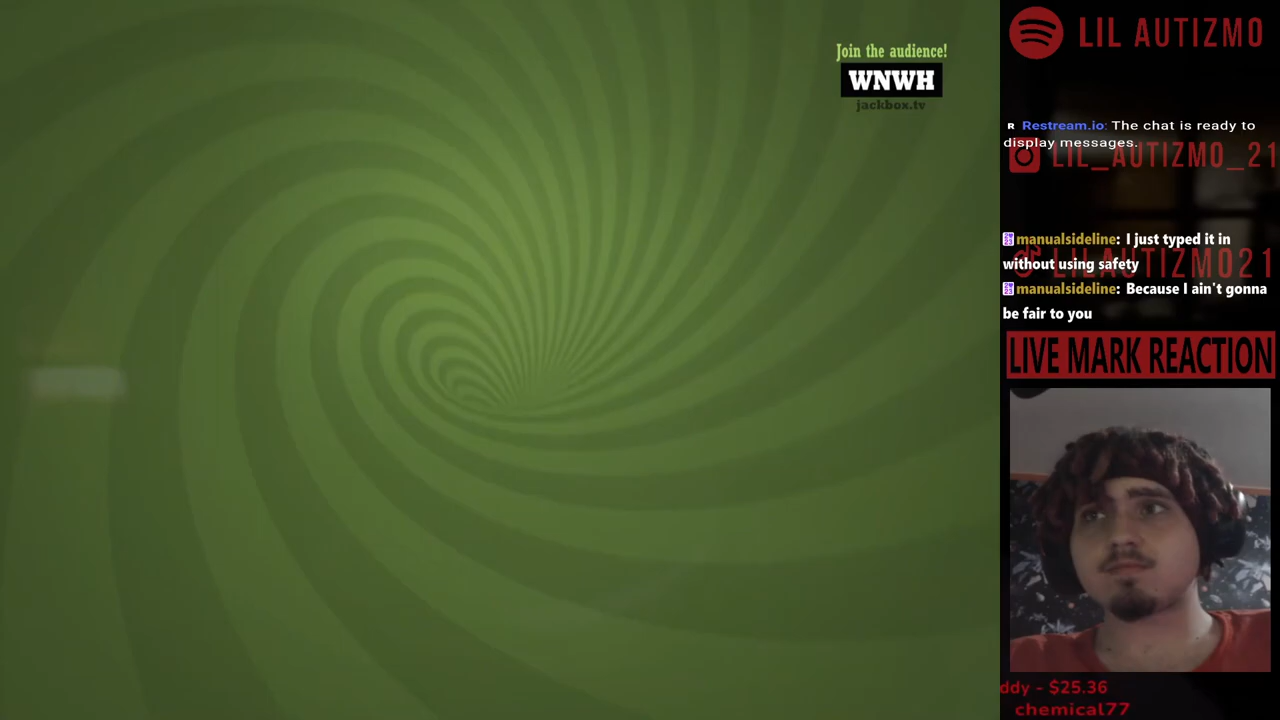 Join the audience!
WNWH
jackbox.tv
LIL AUTIZMO
Restream.io: The chat is ready to
display messages.
LIL_AUTIZMO_21
manualsideline: I just typed it in
without using safety
manualsideline: Because I ain't gonna
be fair to you
LIVE MARK REACTION
ddy - $25.36
chemical77